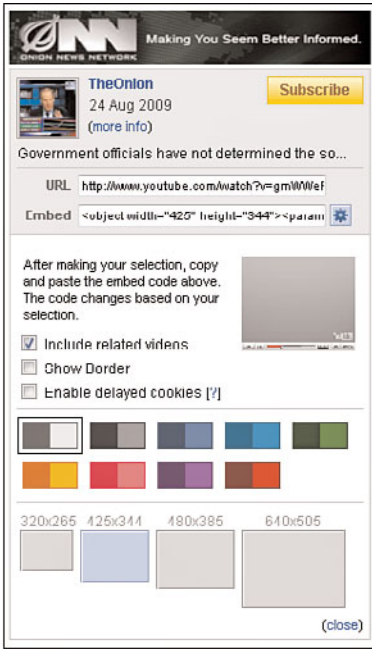 ONN Making You Seem Better Informed.
ONION NEWS NETWORK
TheOnion
Subscribe
24 Aug 2009
(more info)
Government officials have not determined the so...
URL http://www.youtube.com/watch?v=gmWWeF
Embed <object width="425" height="344"><param
After making your selection, copy
and paste the embed code above.
The code changes based on your
selection.
Include related videos
Show Border
Enable delayed cookies [?]
320x265 425x344 480x385 640x505
(close)